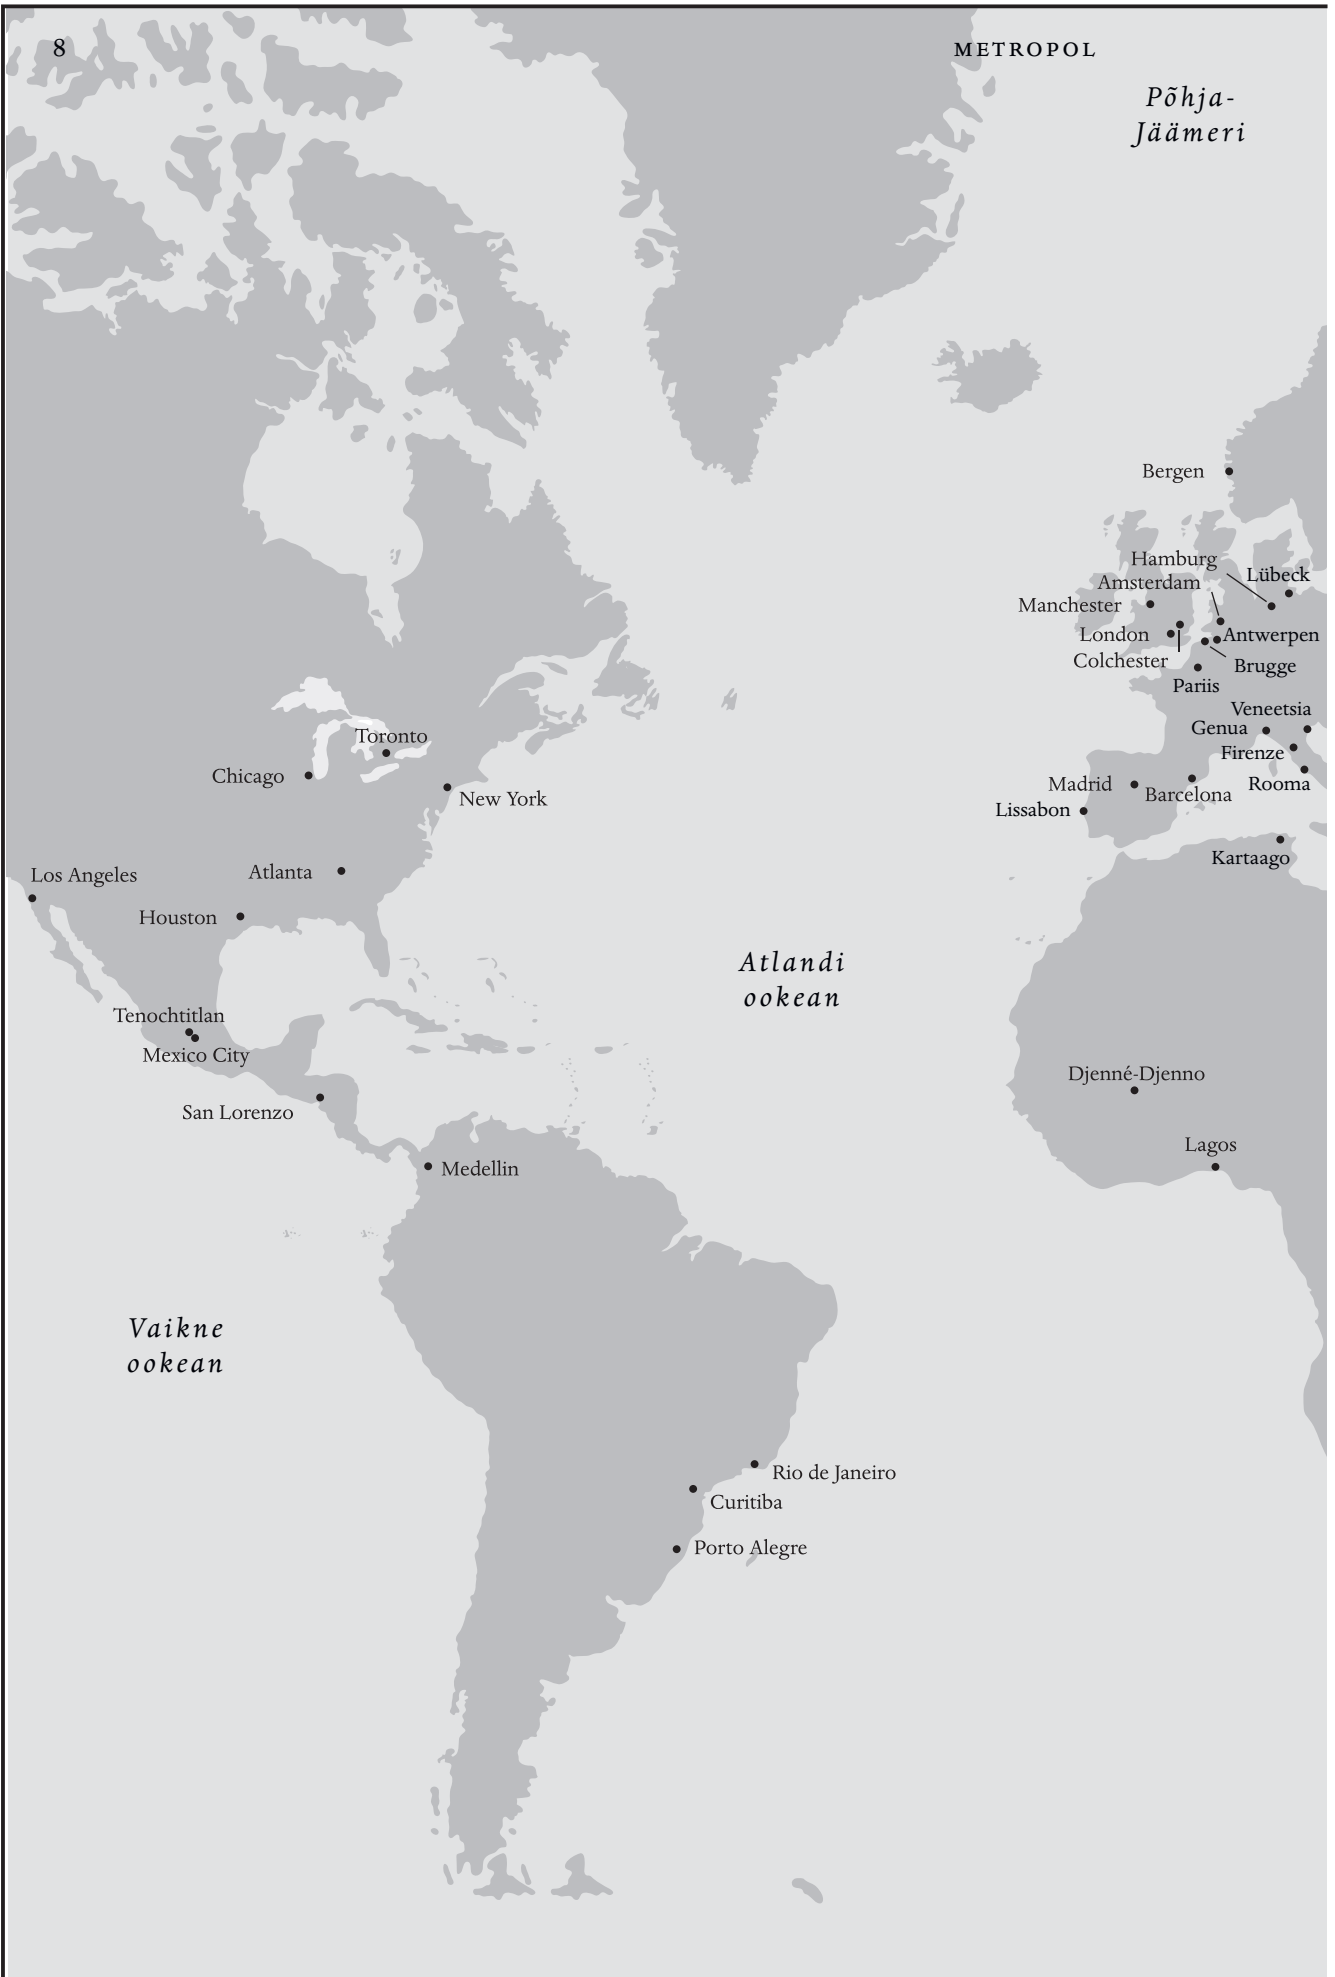 8
METROPOL
Põhja-
Jäämeri
Bergen
Hamburg
Lübeck
Amsterdam
Manchester
London
Antwerpen
Colchester
Brugge
Pariis
Veneetsia
Genua
Firenze
Toronto
Chicago
Madrid
Rooma
Barcelona
New York
Lissabon
Kartaago
Los Angeles
Atlanta
Houston
Atlandi
ookean
Tenochtitlan
Mexico City
Djenné-Djenno
San Lorenzo
Lagos
Medellin
Vaikne
ookean
Rio de Janeiro
Curitiba
Porto Alegre